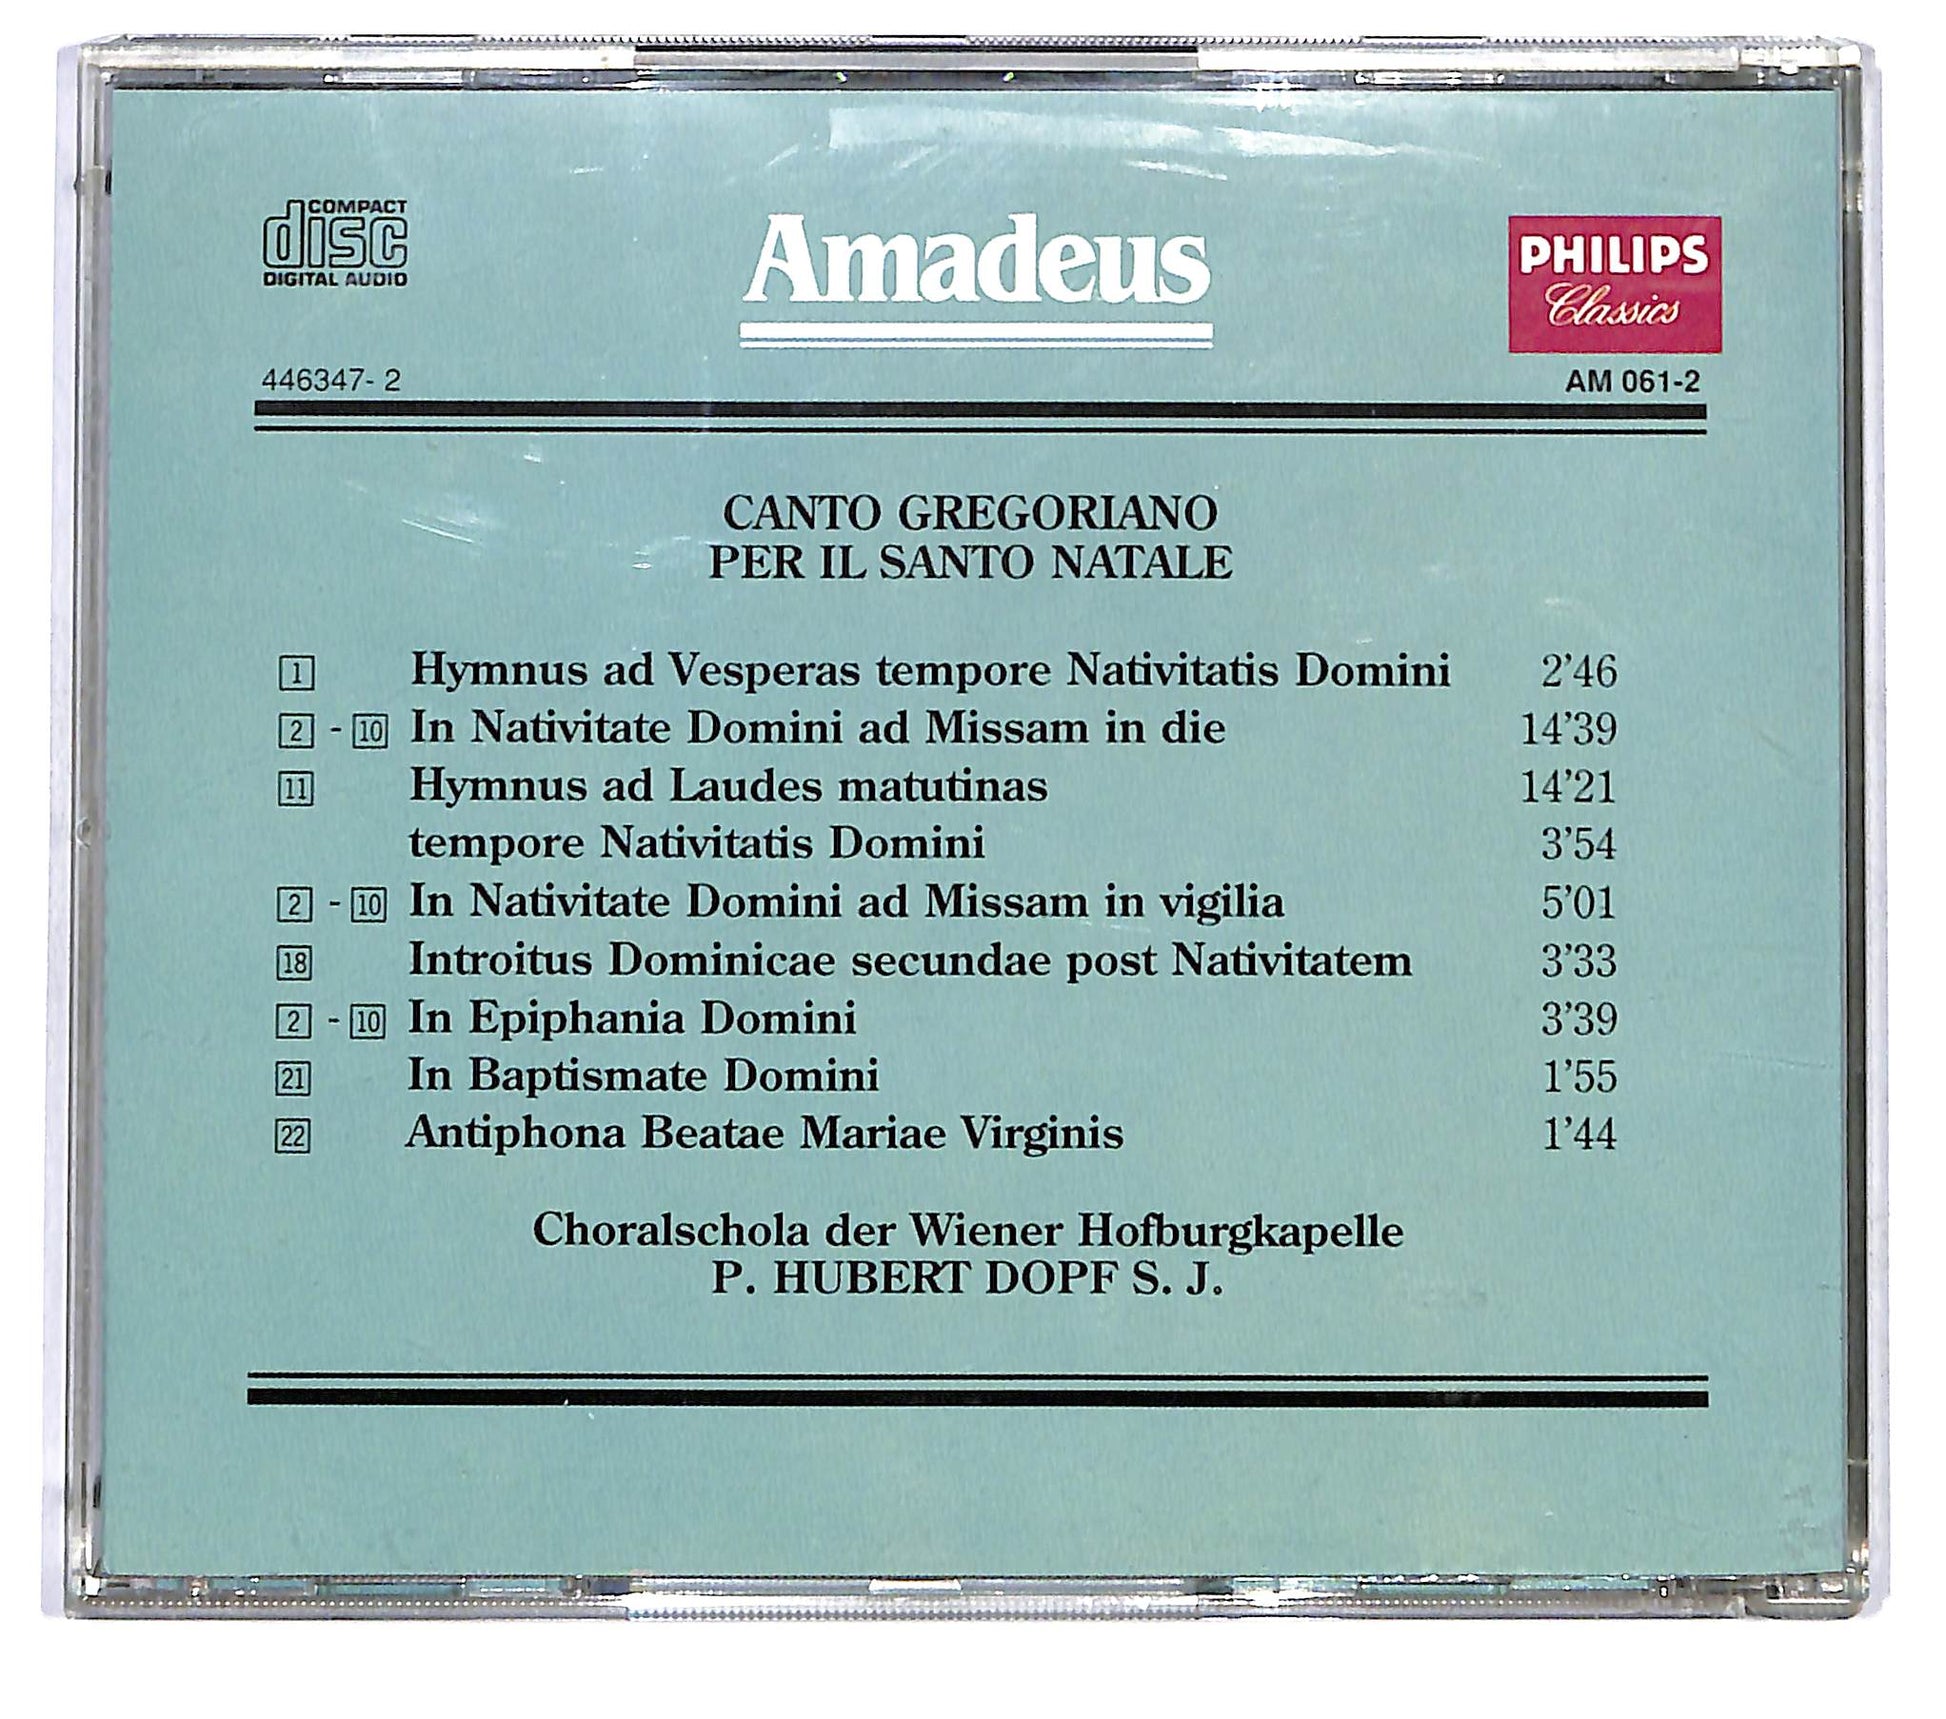 COMPACT
disc
DIGITAL AUDIO
Amadeus
PHILIPS
Classics
446347- 2
AM 061-2
CANTO GREGORIANO
PER IL SANTO NATALE
1 Hymnus ad Vesperas tempore Nativitatis Domini 2'46
2 - 10 In Nativitate Domini ad Missam in die 14'39
11 Hymnus ad Laudes matutinas 14'21
tempore Nativitatis Domini 3'54
2 - 10 In Nativitate Domini ad Missam in vigilia 5'01
18 Introitus Dominicae secundae post Nativitatem 3'33
2 - 10 In Epiphania Domini 3'39
21 In Baptismate Domini 1'55
22 Antiphona Beatae Mariae Virginis 1'44
Choralschola der Wiener Hofburgkapelle
P. HUBERT DOPF S. J.